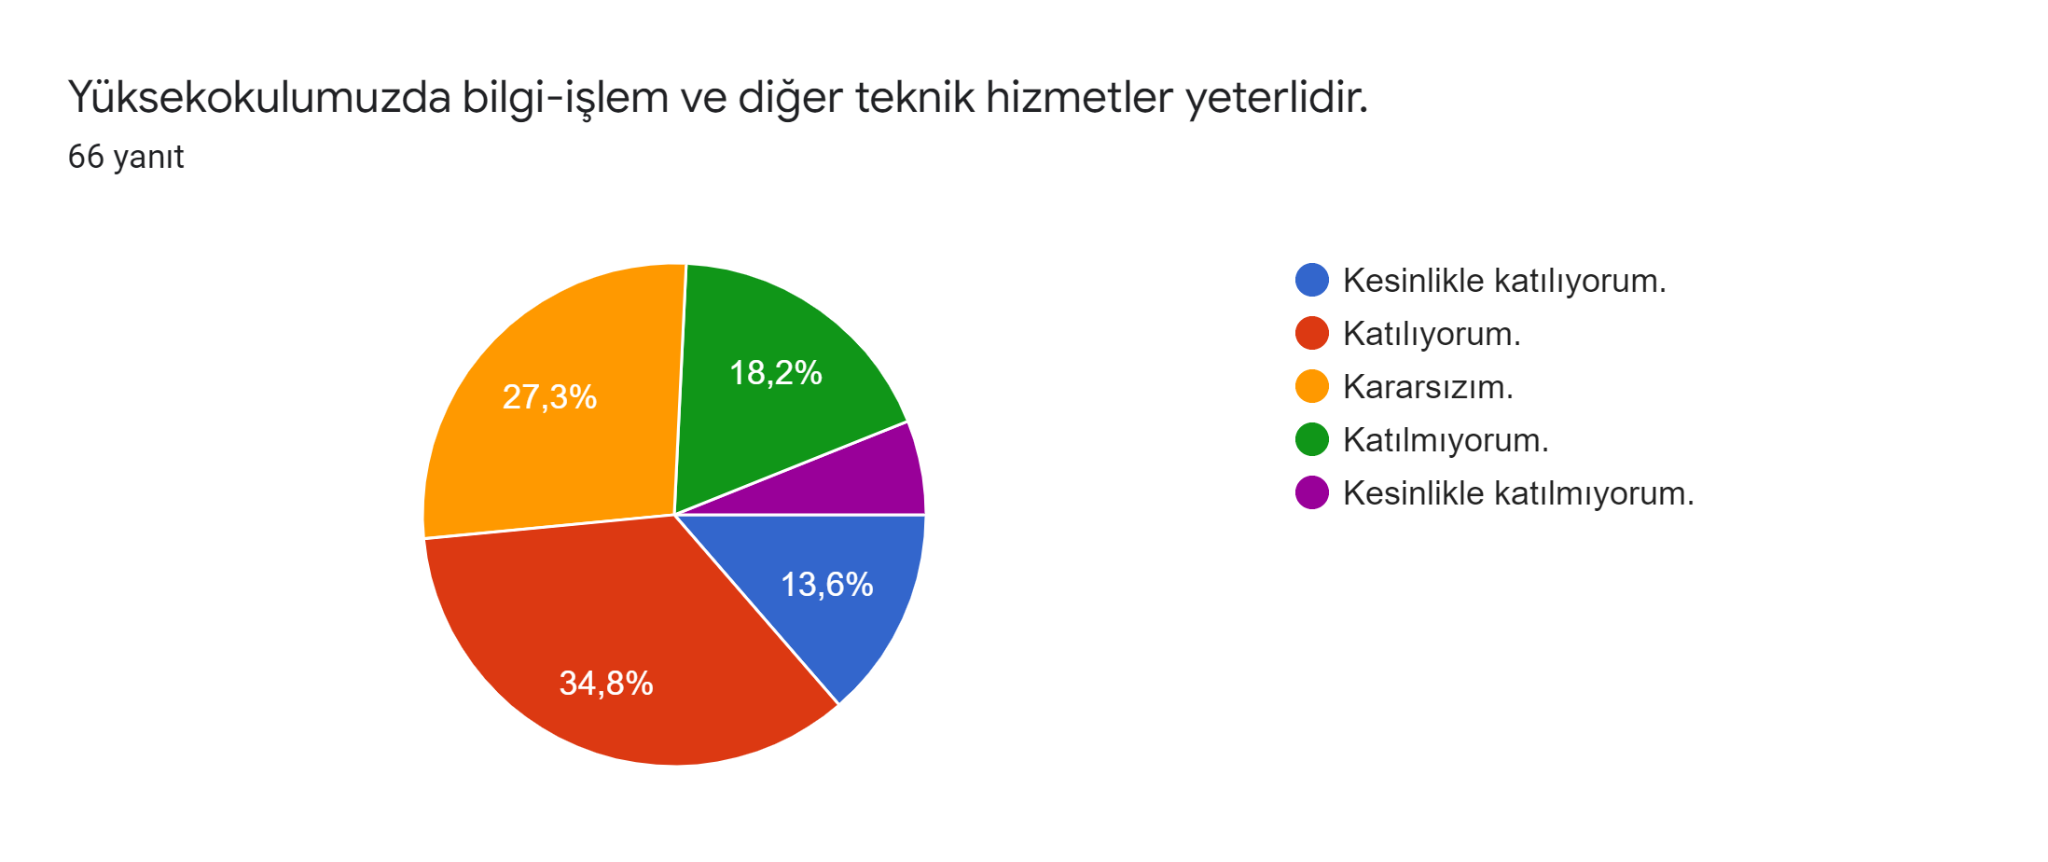 Yüksekokulumuzda bilgi-işlem ve diğer teknik hizmetler yeterlidir.
66 yanıt
18,2%
27,3%
13,6%
34,8%
Kesinlikle katılıyorum.
Katılıyorum.
Kararsızım.
Katılmıyorum.
Kesinlikle katılmıyorum.